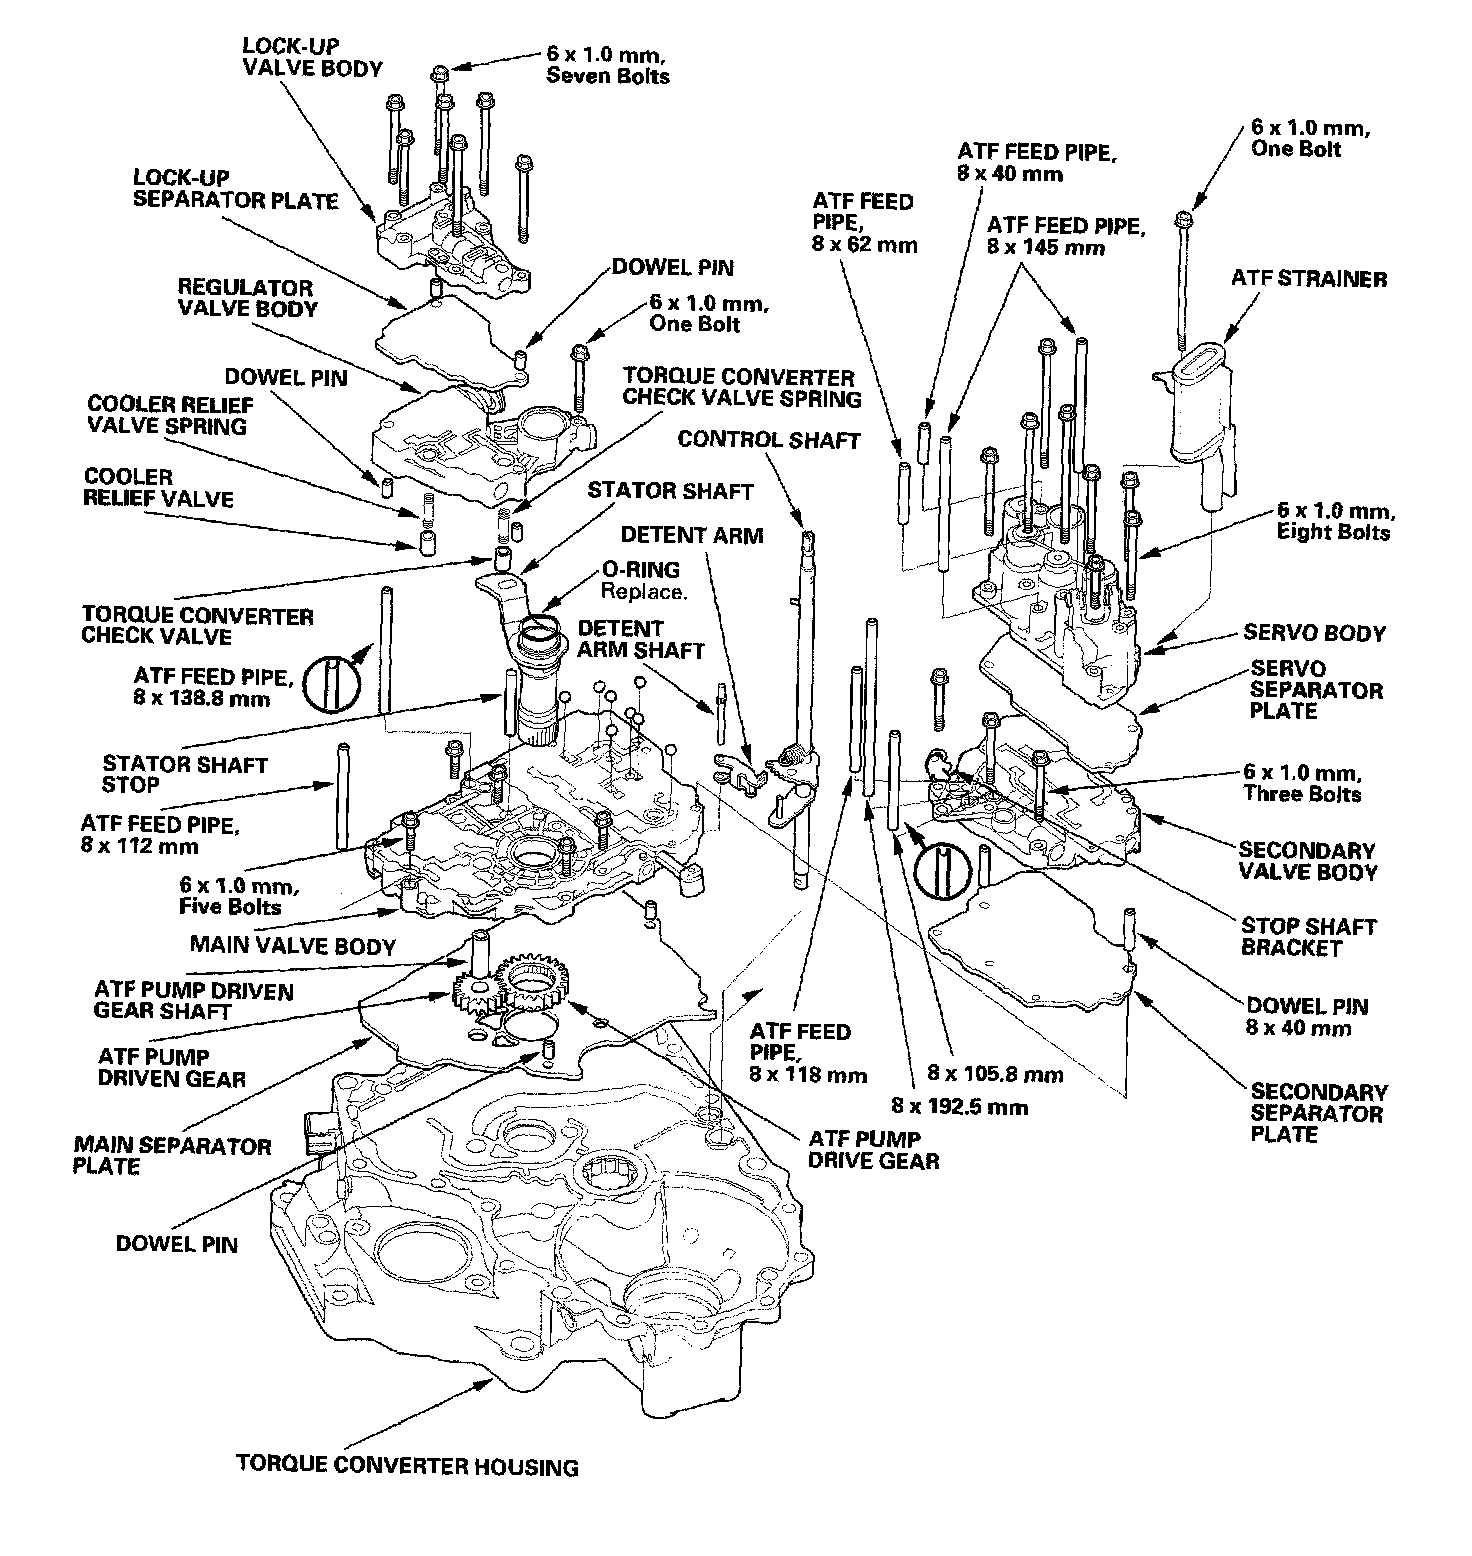 LOCK-UP
VALVE BODY
6 x 1.0 mm,
Seven Bolts
LOCK-UP
SEPARATOR PLATE
REGULATOR
VALVE BODY
DOWEL PIN
6 x 1.0 mm,
One Bolt
DOWEL PIN
TORQUE CONVERTER
CHECK VALVE SPRING
COOLER RELIEF
VALVE SPRING
CONTROL SHAFT
COOLER
RELIEF VALVE
STATOR SHAFT
DETENT ARM
O-RING
Replace.
TORQUE CONVERTER
CHECK VALVE
DETENT
ARM SHAFT
ATF FEED PIPE,
8 x 138.8 mm
STATOR SHAFT
STOP
ATF FEED PIPE,
8 x 112 mm
6 x 1.0 mm,
Five Bolts
MAIN VALVE BODY
ATF PUMP DRIVEN
GEAR SHAFT
ATF PUMP
DRIVEN GEAR
MAIN SEPARATOR
PLATE
DOWEL PIN
TORQUE CONVERTER HOUSING
ATF PUMP
DRIVE GEAR
ATF FEED
PIPE,
8 x 118 mm
8 x 105.8 mm
8 x 192.5 mm
ATF FEED PIPE,
8 x 40 mm
ATF FEED
PIPE,
8 x 62 mm
ATF FEED PIPE,
8 x 145 mm
6 x 1.0 mm,
One Bolt
ATF STRAINER
6 x 1.0 mm,
Eight Bolts
SERVO BODY
SERVO
SEPARATOR
PLATE
6 x 1.0 mm,
Three Bolts
SECONDARY
VALVE BODY
STOP SHAFT
BRACKET
DOWEL PIN
8 x 40 mm
SECONDARY
SEPARATOR
PLATE